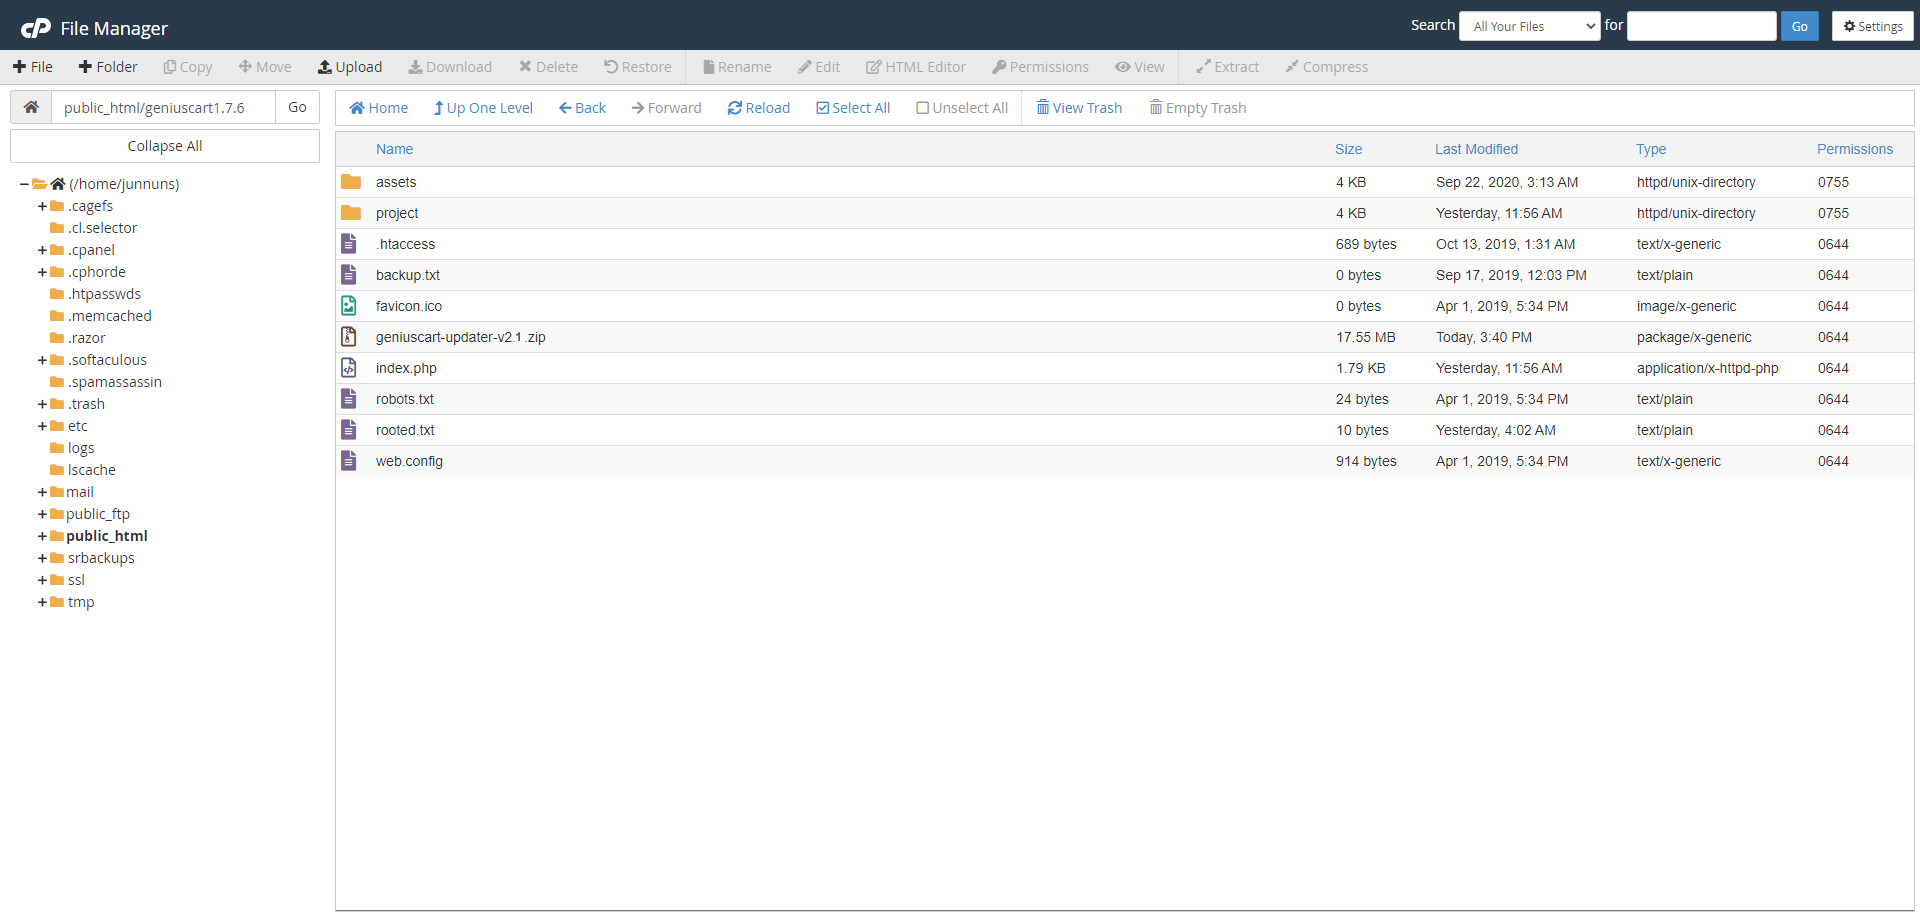 cP File Manager
Search All Your Files for Go Settings
File Folder Copy Move Upload Download Delete Restore Rename Edit HTML Editor Permissions View Extract Compress
public_html/geniuscart1.7.6 Go
Home Up One Level Back Forward Reload Select All Unselect All View Trash Empty Trash
Collapse All
(/home/junnuns)
.cagefs
.cl.selector
.cpanel
.cphorde
.htpasswds
.memcached
.razor
.softaculous
.spamassassin
.trash
etc
logs
lscache
mail
public_ftp
public_html
srbackups
ssl
tmp
Name Size Last Modified Type Permissions
assets 4 KB Sep 22, 2020, 3:13 AM httpd/unix-directory 0755
project 4 KB Yesterday, 11:56 AM httpd/unix-directory 0755
.htaccess 689 bytes Oct 13, 2019, 1:31 AM text/x-generic 0644
backup.txt 0 bytes Sep 17, 2019, 12:03 PM text/plain 0644
favicon.ico 0 bytes Apr 1, 2019, 5:34 PM image/x-generic 0644
geniuscart-updater-v2.1 .zip 17.55 MB Today, 3:40 PM package/x-generic 0644
index.php 1.79 KB Yesterday, 11:56 AM application/x-httpd-php 0644
robots.txt 24 bytes Apr 1, 2019, 5:34 PM text/plain 0644
rooted.txt 10 bytes Yesterday, 4:02 AM text/plain 0644
web.config 914 bytes Apr 1, 2019, 5:34 PM text/x-generic 0644